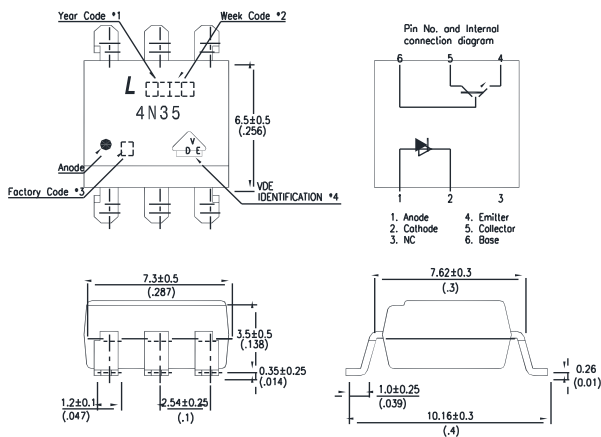 Year Code *1
Week Code *2
L
4N35
6.5±0.5
(.256)
V
D E
Anode
Factory Code *3
VDE
IDENTIFICATION *4
Pin No. and Internal
connection diagram
6 5 4
1 2 3
1. Anode 4. Emitter
2. Cathode 5. Collector
3. NC 6. Base
7.3±0.5
(.287)
3.5±0.5
(.138)
0.35±0.25
(.014)
1.2±0.1
(.047)
2.54±0.25
(.1)
7.62±0.3
(.3)
0.26
(0.01)
1.0±0.25
(.039)
10.16±0.3
(.4)